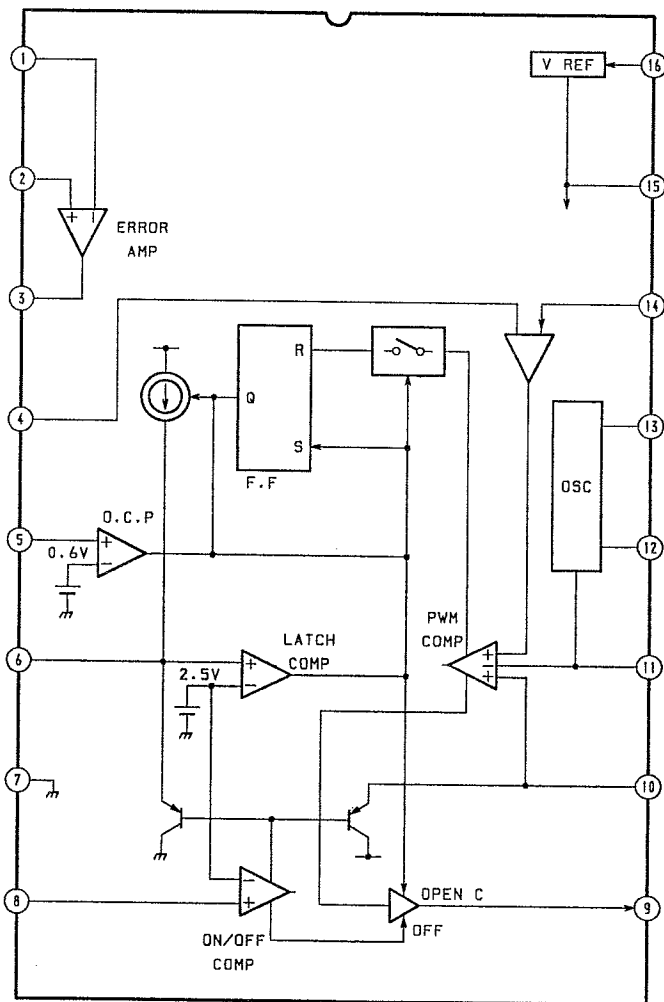 1
V REF
16
2
15
+ −
ERROR
AMP
3
14
4
R
Q
S
F.F
13
OSC
12
O.C.P
5
+
−
0.6V
PWM
COMP
LATCH
COMP
6
2.5V
+
−
+
−
+
11
7
10
8
−
+
ON/OFF
COMP
OPEN C
OFF
9